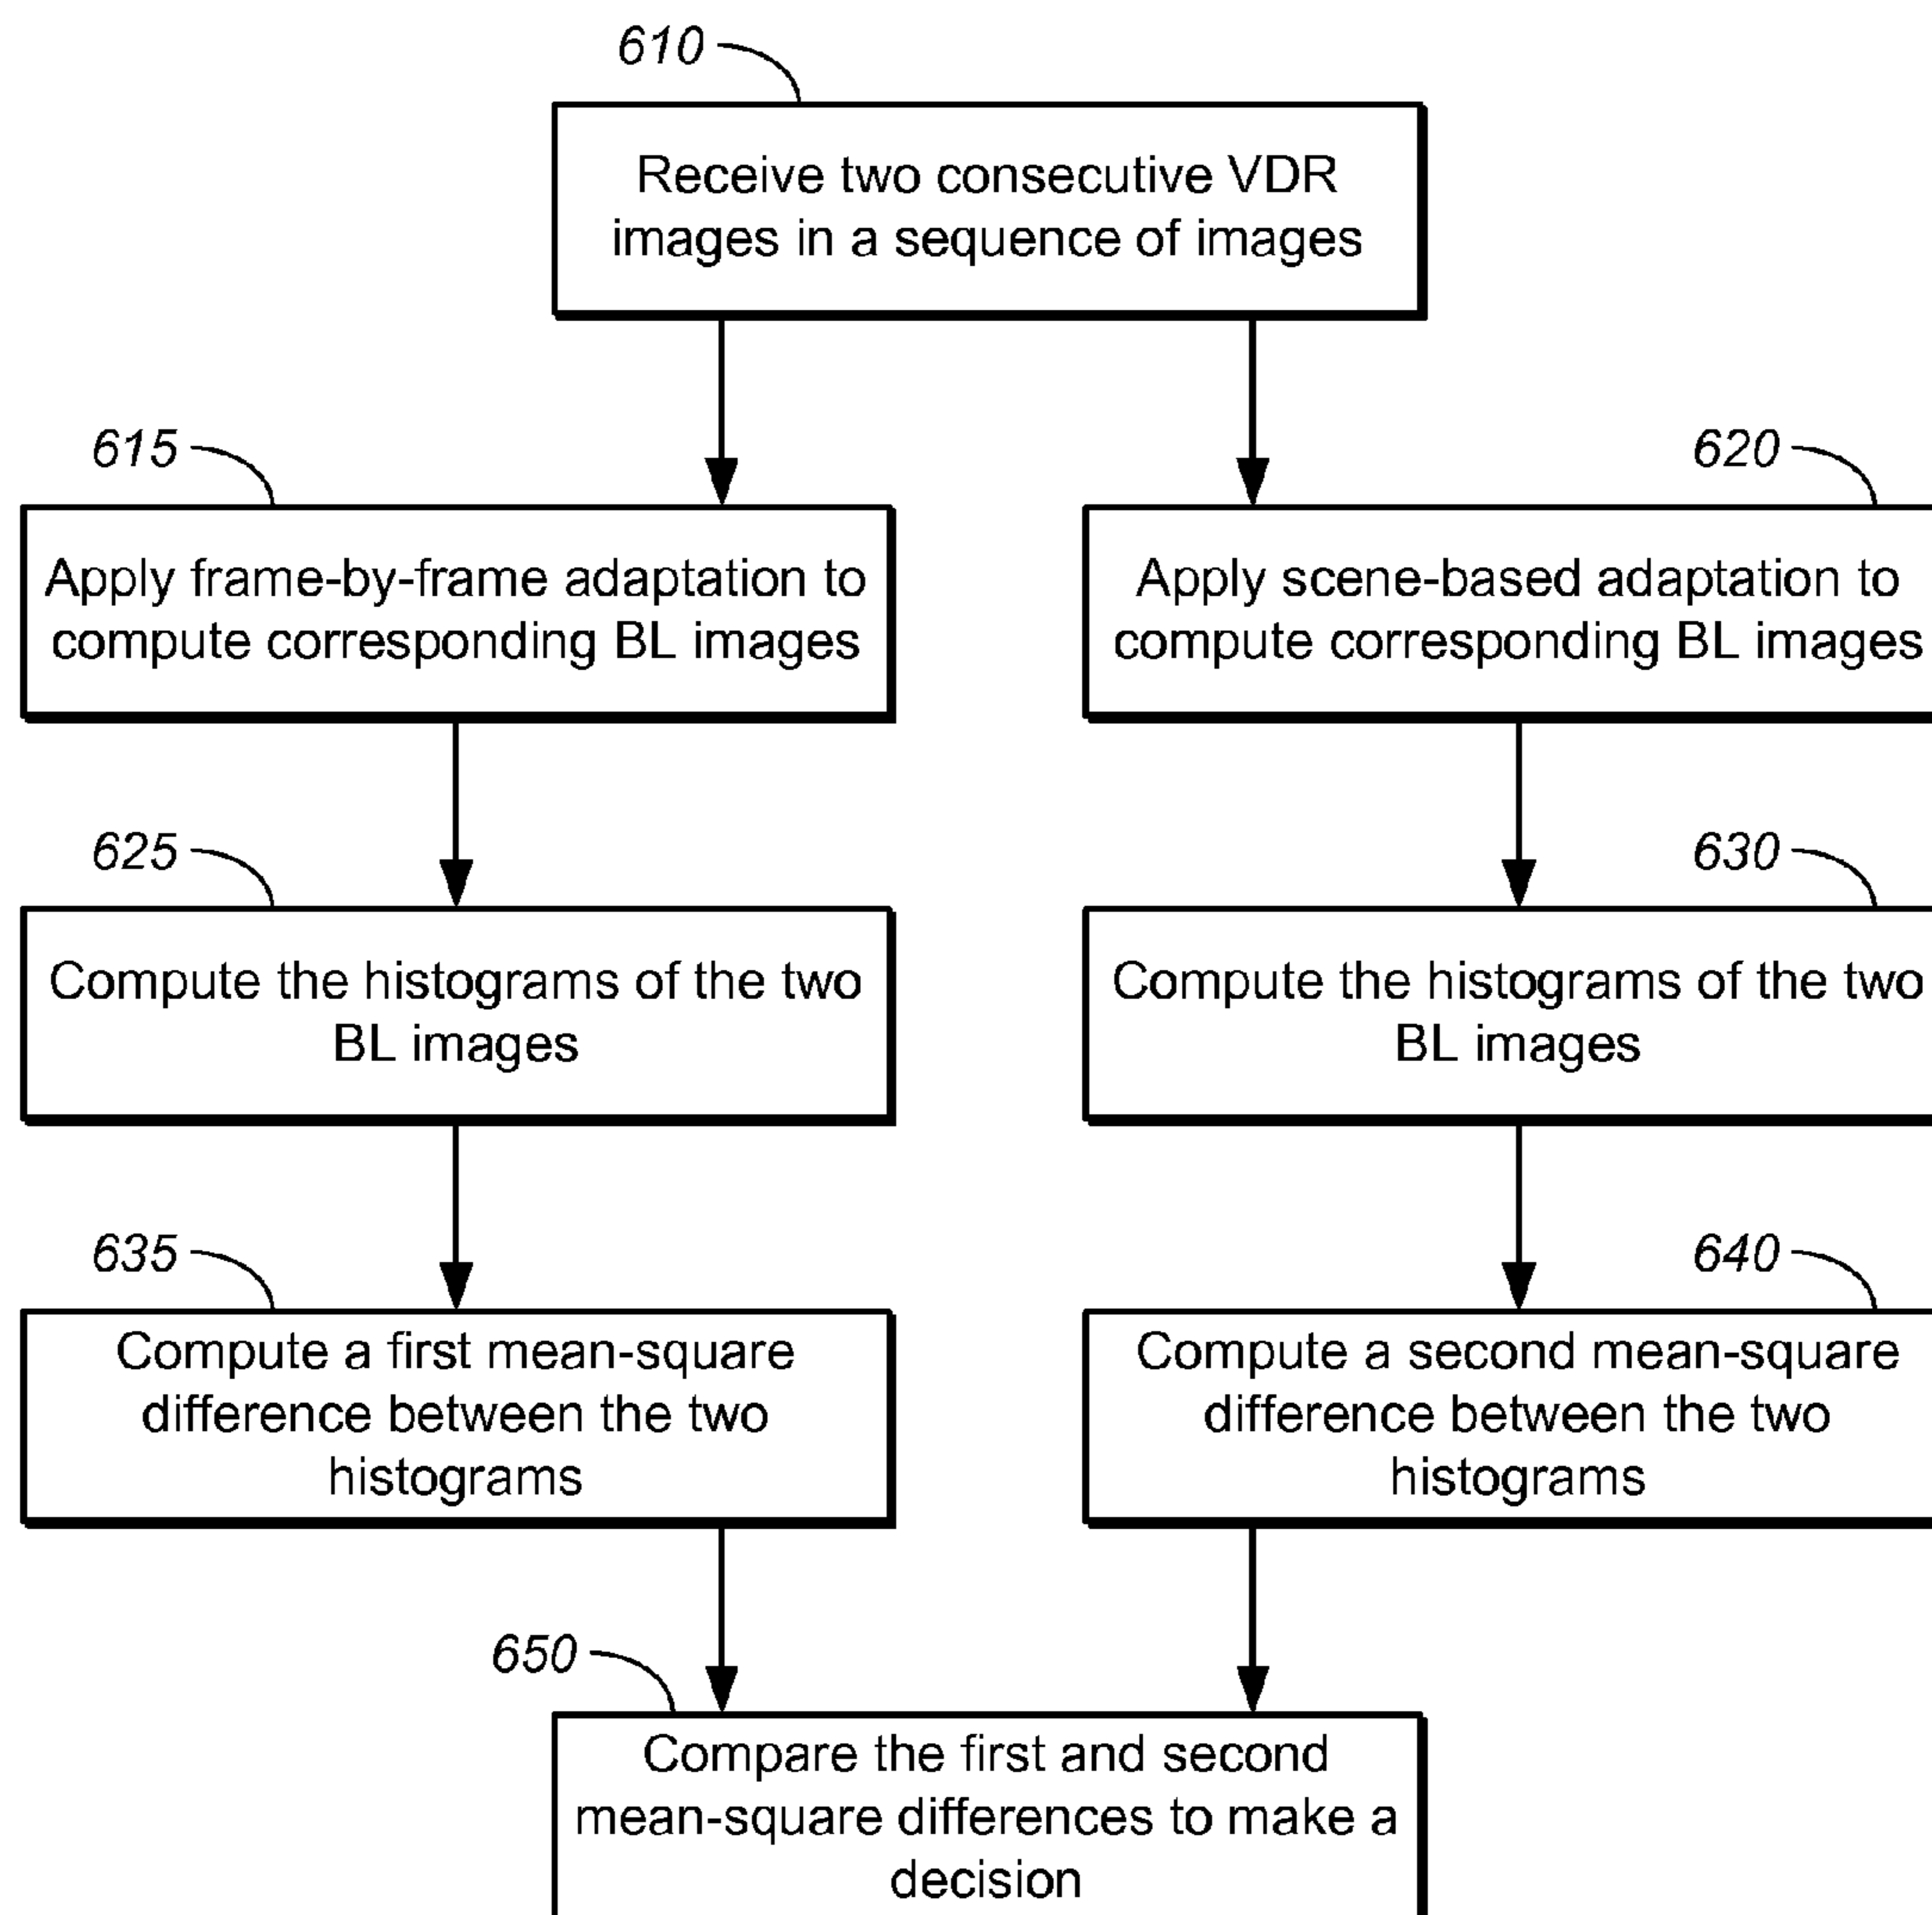 610
Receive two consecutive VDR
images in a sequence of images
615
Apply frame-by-frame adaptation to
compute corresponding BL images
620
Apply scene-based adaptation to
compute corresponding BL images
625
Compute the histograms of the two
BL images
630
Compute the histograms of the two
BL images
635
Compute a first mean-square
difference between the two
histograms
640
Compute a second mean-square
difference between the two
histograms
650
Compare the first and second
mean-square differences to make a
decision